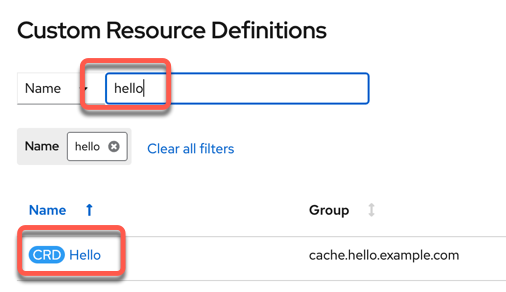 Custom Resource Definitions
Name hello
Name hello Clear all filters
Name Group
CRD Hello cache.hello.example.com